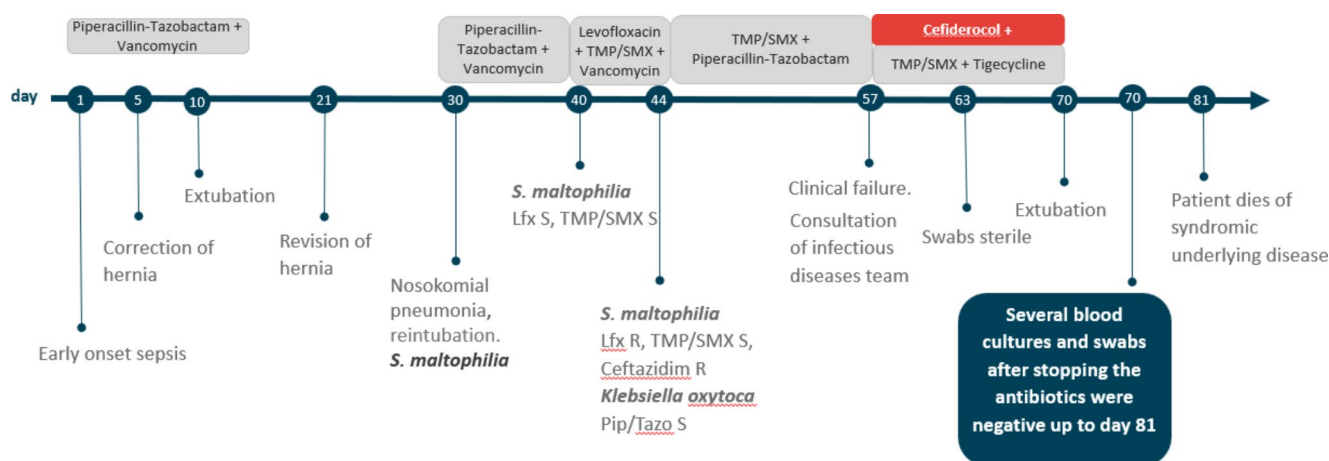 Piperacillin-Tazobactam +
Vancomycin
Piperacillin-
Tazobactam +
Vancomycin
Levofloxacin
+ TMP/SMX +
Vancomycin
TMP/SMX +
Piperacillin-Tazobactam
Cefiderocol +
TMP/SMX + Tigecycline
day
1
5
10
21
30
40
44
57
63
70
70
81
Early onset sepsis
Correction of
hernia
Extubation
Revision of
hernia
Nosokomial
pneumonia,
reintubation.
S. maltophilia
S. maltophilia
Lfx S, TMP/SMX S
S. maltophilia
Lfx R, TMP/SMX S,
Ceftazidim R
Klebsiella oxytoca
Pip/Tazo S
Clinical failure.
Consultation
of infectious
diseases team
Swabs sterile
Extubation
Several blood
cultures and swabs
after stopping the
antibiotics were
negative up to day 81
Patient dies of
syndromic
underlying disease